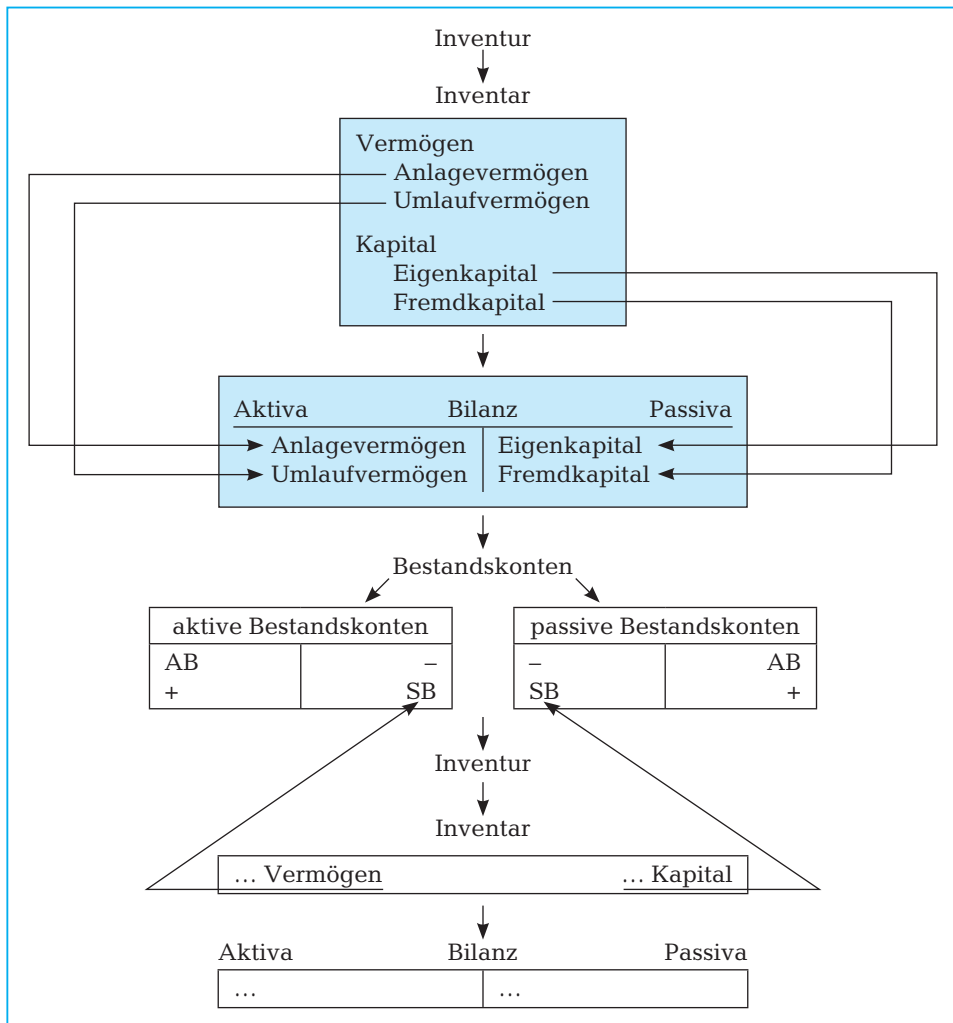 Inventur
Inventar
Vermögen
Anlagevermögen
Umlaufvermögen
Kapital
Eigenkapital
Fremdkapital
Aktiva Bilanz Passiva
Anlagevermögen Eigenkapital
Umlaufvermögen Fremdkapital
Bestandskonten
aktive Bestandskonten passive Bestandskonten
AB – – AB
+ SB SB +
Inventur
Inventar
… Vermögen … Kapital
Aktiva Bilanz Passiva
… …